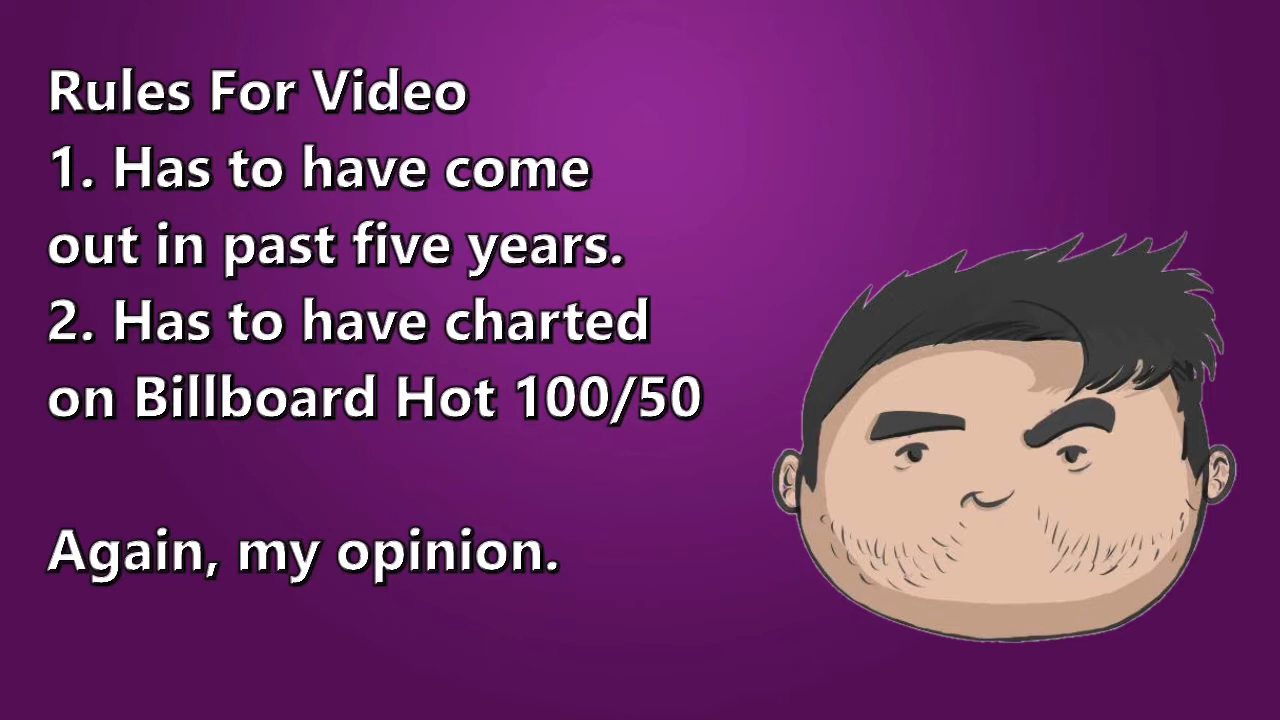 Rules For Video
1. Has to have come
out in past five years.
2. Has to have charted
on Billboard Hot 100/50
Again, my opinion.